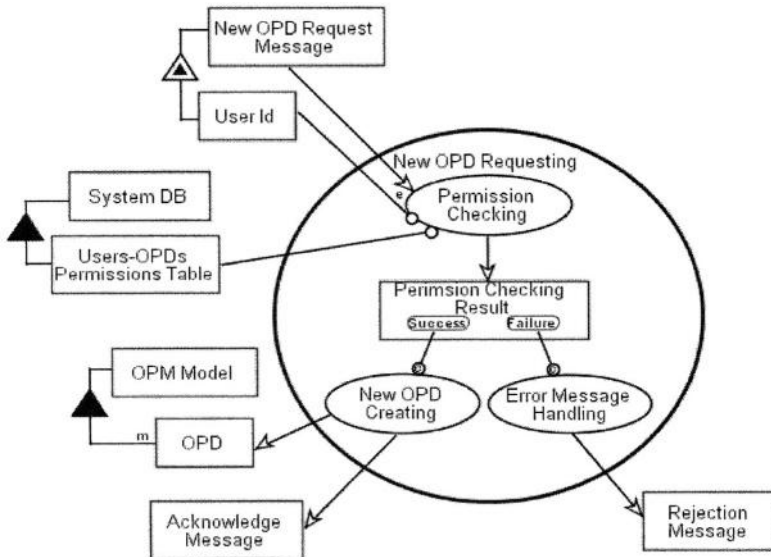 New OPD Request
Message
User Id
New OPD Requesting
e
Permission
Checking
System DB
Users-OPDs
Permissions Table
Perimsion Checking
Result
Success
Failure
OPM Model
New OPD
Creating
Error Message
Handling
m
OPD
Acknowledge
Message
Rejection
Message